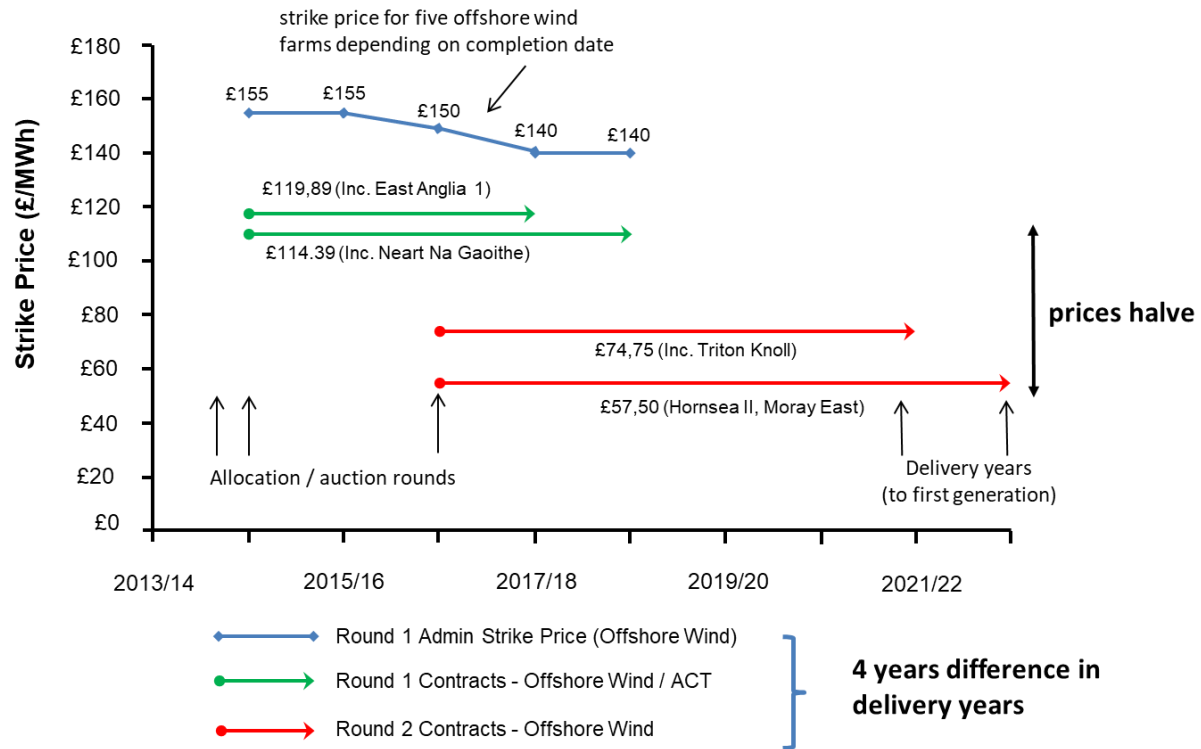 strike price for five offshore wind
farms depending on completion date
Strike Price (£/MWh)
£180
£160
£140
£120
£100
£80
£60
£40
£20
£0
£155
£155
£150
£140
£140
£119,89 (Inc. East Anglia 1)
£114.39 (Inc. Neart Na Gaoithe)
£74,75 (Inc. Triton Knoll)
£57,50 (Hornsea II, Moray East)
prices halve
Allocation / auction rounds
Delivery years
(to first generation)
2013/14
2015/16
2017/18
2019/20
2021/22
Round 1 Admin Strike Price (Offshore Wind)
Round 1 Contracts - Offshore Wind / ACT
Round 2 Contracts - Offshore Wind
4 years difference in
delivery years